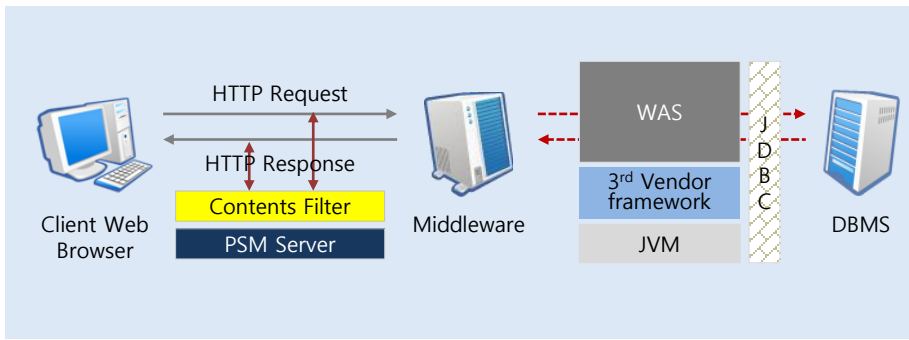 HTTP Request
HTTP Response
Contents Filter
PSM Server
Client Web
Browser
Middleware
WAS
3rd Vendor
framework
JVM
J
D
B
C
DBMS